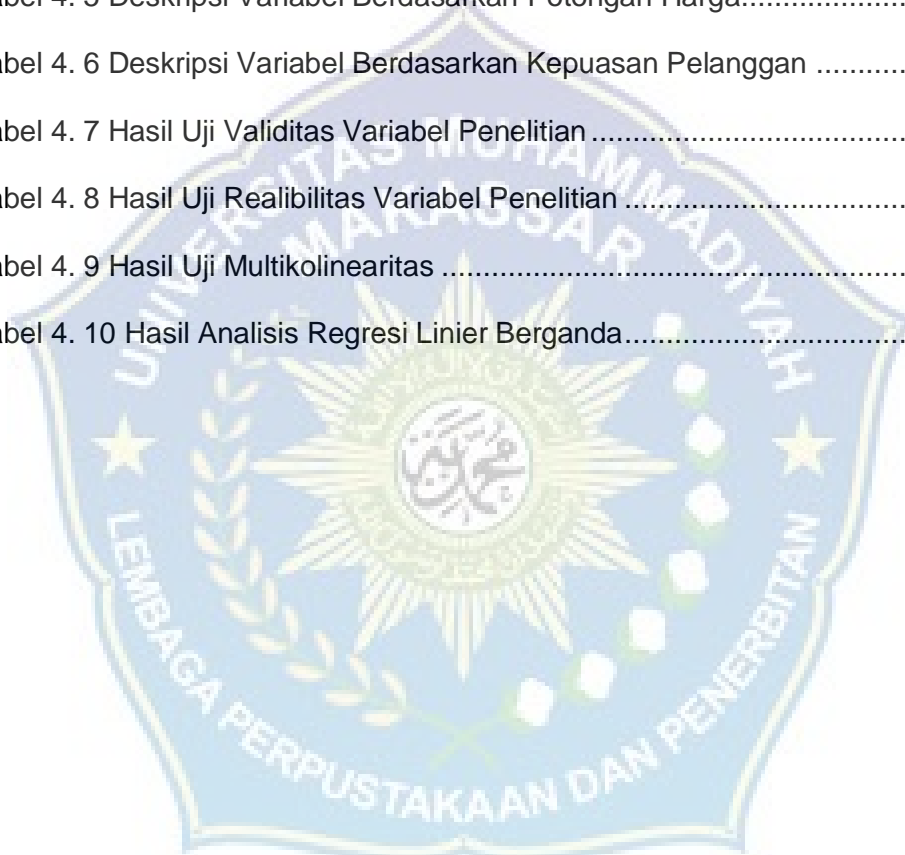 abel 4. 5 Deskripsi Variabel Berdasarkan Potongan Harga....................
abel 4. 6 Deskripsi Variabel Berdasarkan Kepuasan Pelanggan ...........
abel 4. 7 Hasil Uji Validitas Variabel Penelitian ......................................
abel 4. 8 Hasil Uji Realibilitas Variabel Penelitian ..................................
abel 4. 9 Hasil Uji Multikolinearitas ........................................................
abel 4. 10 Hasil Analisis Regresi Linier Berganda..................................
UNIVERSITAS MUHAMMADIYAH
MAKASSAR
LEMBAGA PERPUSTAKAAN DAN PENERBITAN